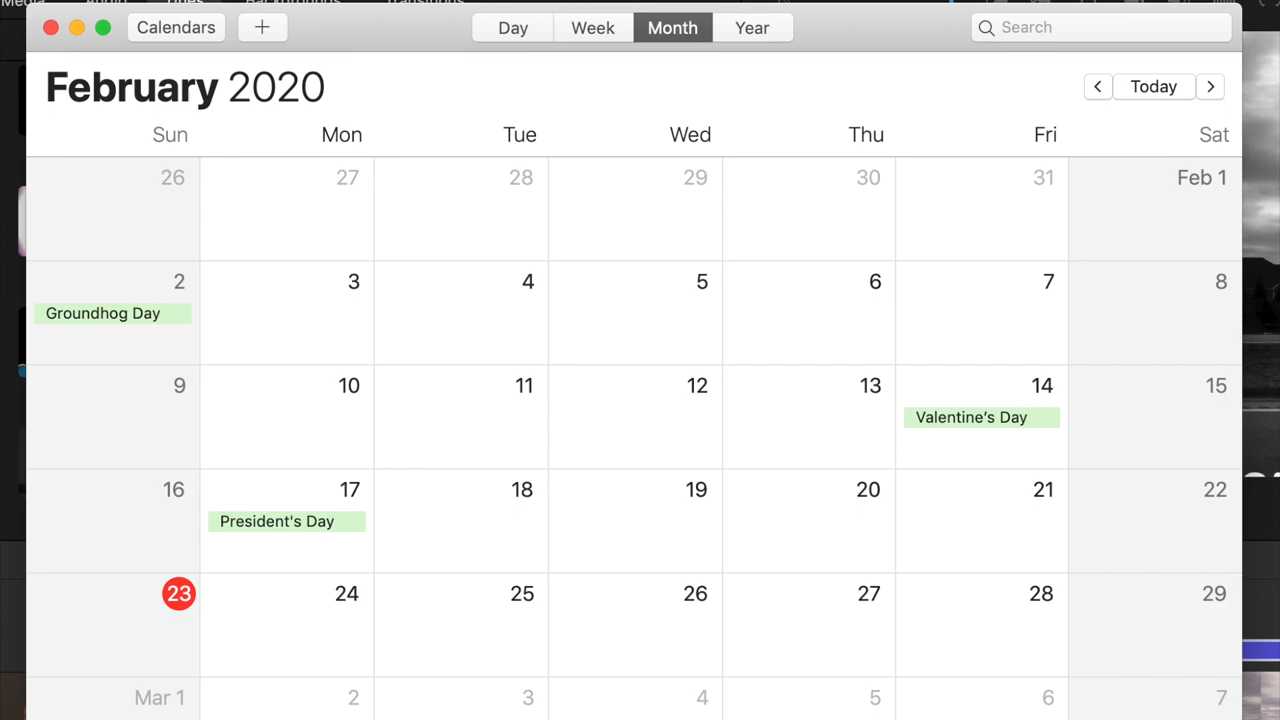 Calendars
+
Day Week Month Year
Search
February 2020
< Today >
Sun Mon Tue Wed Thu Fri Sat
26 27 28 29 30 31 Feb 1
2 3 4 5 6 7 8
Groundhog Day
9 10 11 12 13 14 15
Valentine’s Day
16 17 18 19 20 21 22
President's Day
23 24 25 26 27 28 29
Mar 1 2 3 4 5 6 7